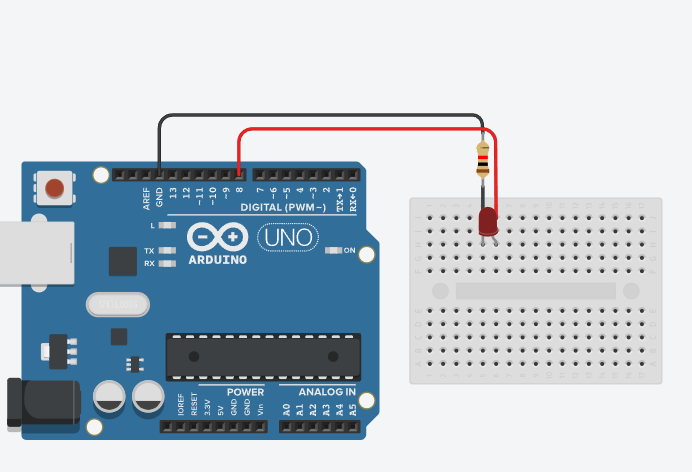 AREF
GND
13
12
~11
~10
~9
8
7
~6
~5
4
~3
2
TX→1
RX←0
DIGITAL (PWM~)
L
TX
RX
ARDUINO
UNO
ON
POWER
ANALOG IN
IOREF
RESET
3.3V
5V
GND
GND
Vin
A0
A1
A2
A3
A4
A5